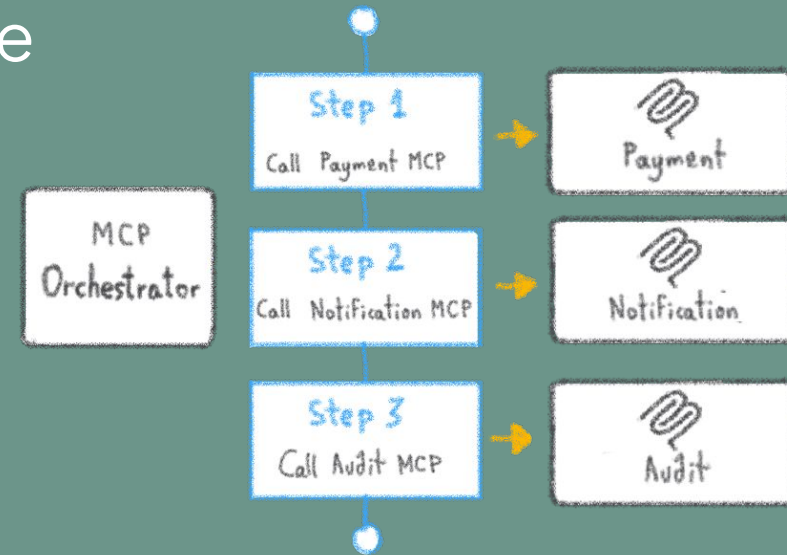 e
MCP
Orchestrator
Step 1
Call Payment MCP
Payment
Step 2
Call Notification MCP
Notification
Step 3
Call Audit MCP
Audit